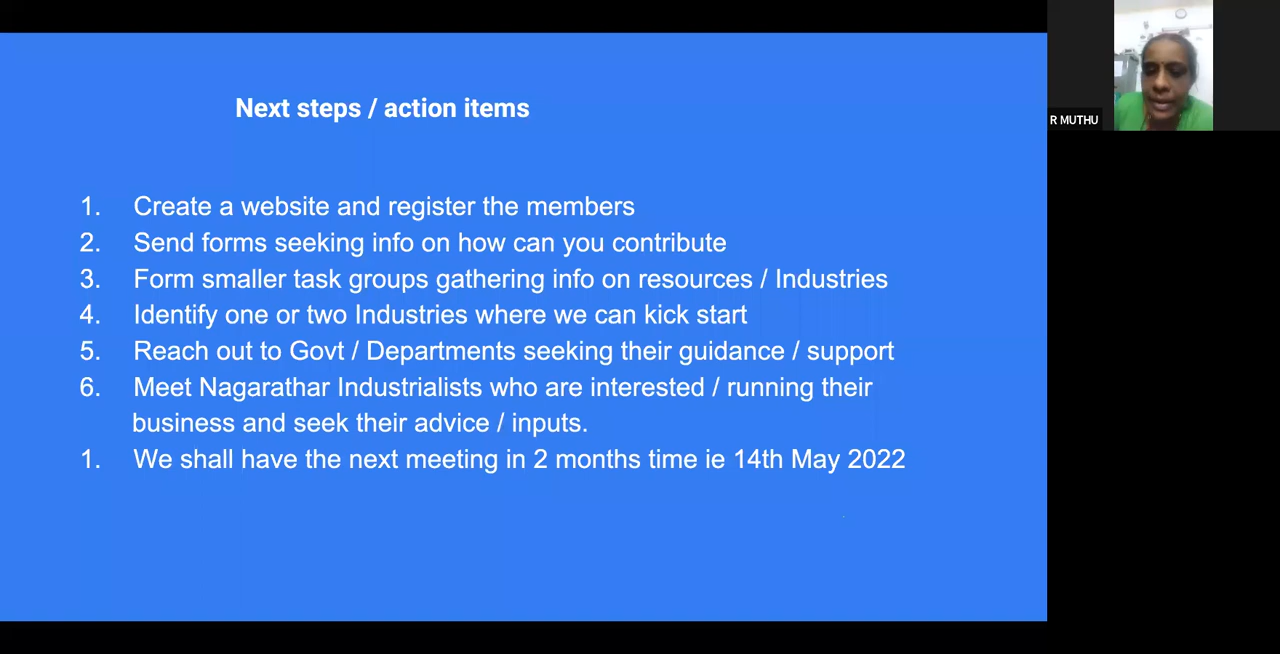 Next steps / action items
1. Create a website and register the members
2. Send forms seeking info on how can you contribute
3. Form smaller task groups gathering info on resources / Industries
4. Identify one or two Industries where we can kick start
5. Reach out to Govt / Departments seeking their guidance / support
6. Meet Nagarathar Industrialists who are interested / running their
business and seek their advice / inputs.
1. We shall have the next meeting in 2 months time ie 14th May 2022
R MUTHU